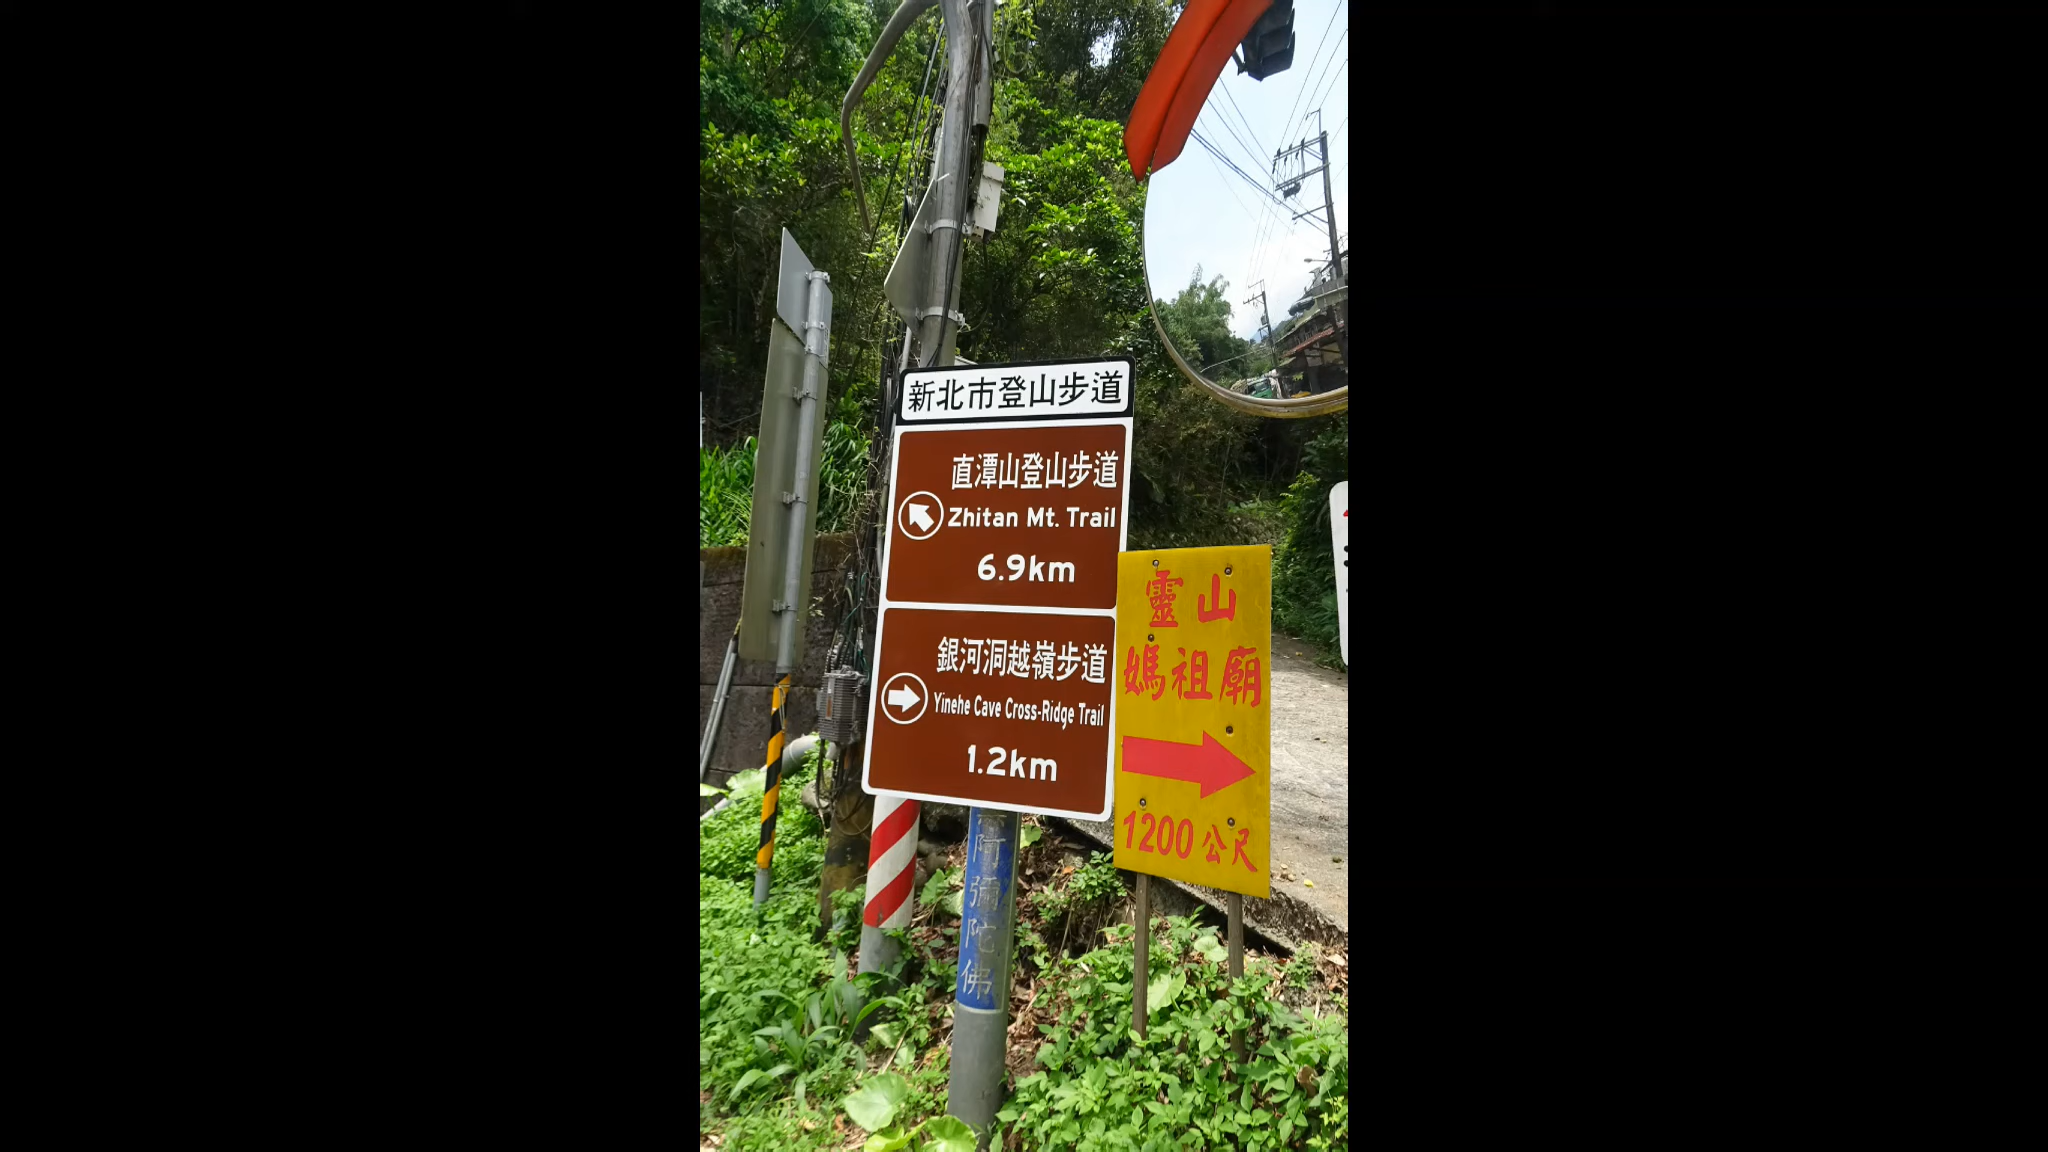 新北市登山步道
直潭山登山步道
Zhitan Mt. Trail
6.9km
銀河洞越嶺步道
Yinehe Cave Cross-Ridge Trail
1.2km
靈山
媽祖廟
1200公尺
阿彌陀佛